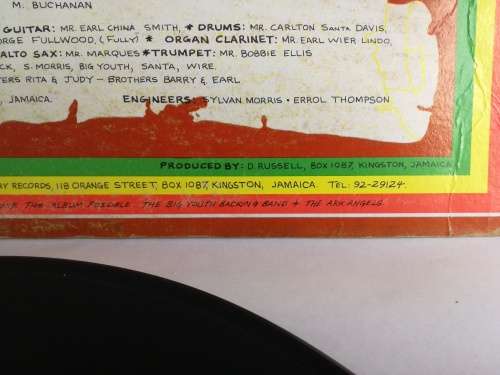 M. BUCHANAN
GUITAR: MR. EARL CHINA SMITH, * DRUMS: MR. CARLTON SANTA DAVIS,
ORGE FULLWOOD, (FULLY) * ORGAN CLARINET: MR. EARL WIER LINDO,
ALTO SAX: MR. MARQUES * TRUMPET: MR. BOBBIE ELLIS
CK, S. MORRIS, BIG YOUTH, SANTA, WIRE.
TERS RITA & JUDY - BROTHERS BARRY & EARL
, JAMAICA. ENGINEERS: SYLVAN MORRIS • ERROL THOMPSON
PRODUCED BY: D. RUSSELL, BOX 1087, KINGSTON, JAMAICA
RY RECORDS, 118 ORANGE STREET, BOX 1087, KINGSTON, JAMAICA. TEL. 92-29124.
THIS ALBUM POSSIBLE. THE BIG YOUTH BACKING BAND + THE ARK ANGELS.